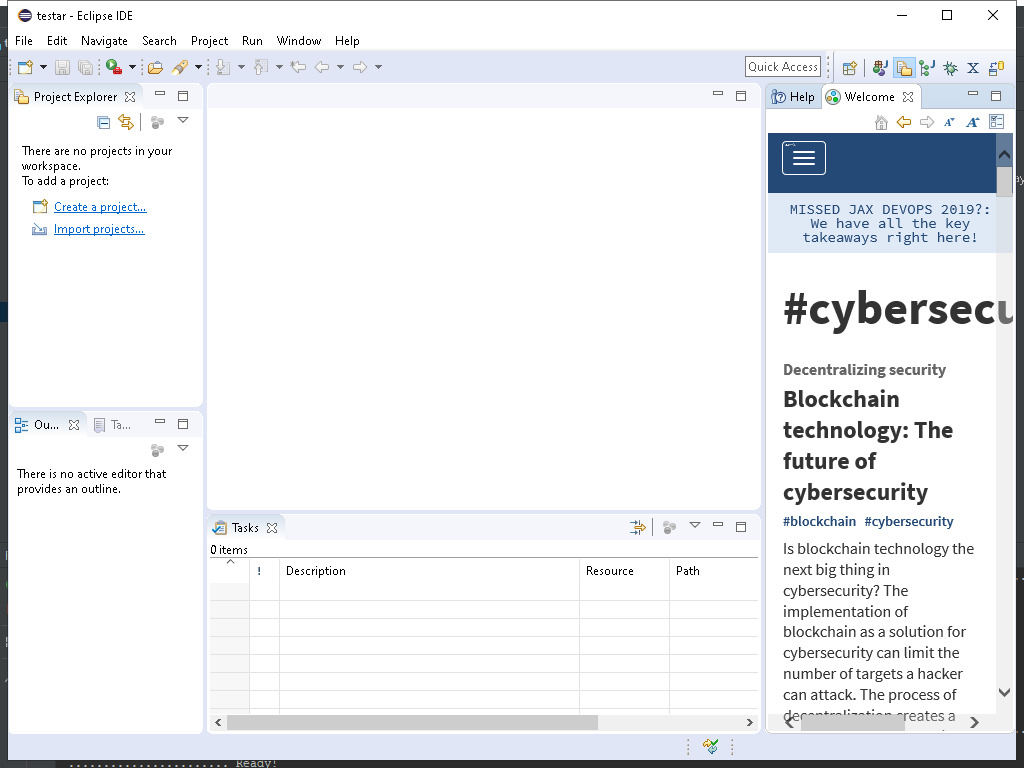 testar - Eclipse IDE
File Edit Navigate Search Project Run Window Help
Quick Access
Project Explorer
There are no projects in your
workspace.
To add a project:
Create a project...
Import projects...
Ou...
Ta...
There is no active editor that
provides an outline.
Tasks
0 items
! Description Resource Path
Help
Welcome
MISSED JAX DEVOPS 2019?:
We have all the key
takeaways right here!
#cybersecu
Decentralizing security
Blockchain
technology: The
future of
cybersecurity
#blockchain #cybersecurity
Is blockchain technology the
next big thing in
cybersecurity? The
implementation of
blockchain as a solution for
cybersecurity can limit the
number of targets a hacker
can attack. The process of
decentralization creates a
Ready!